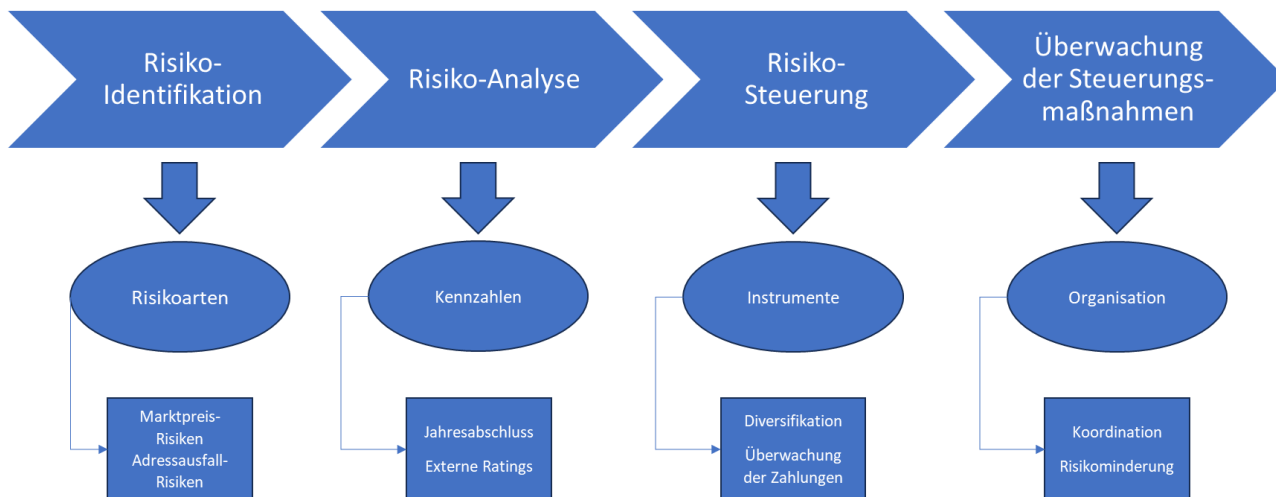 Risiko-
Identifikation
Risiko-Analyse
Risiko-
Steuerung
Überwachung
der Steuerungs-
maßnahmen
Risikoarten
Kennzahlen
Instrumente
Organisation
Marktpreis-
Risiken
Adressausfall-
Risiken
Jahresabschluss
Externe Ratings
Diversifikation
Überwachung
der Zahlungen
Koordination
Risikominderung